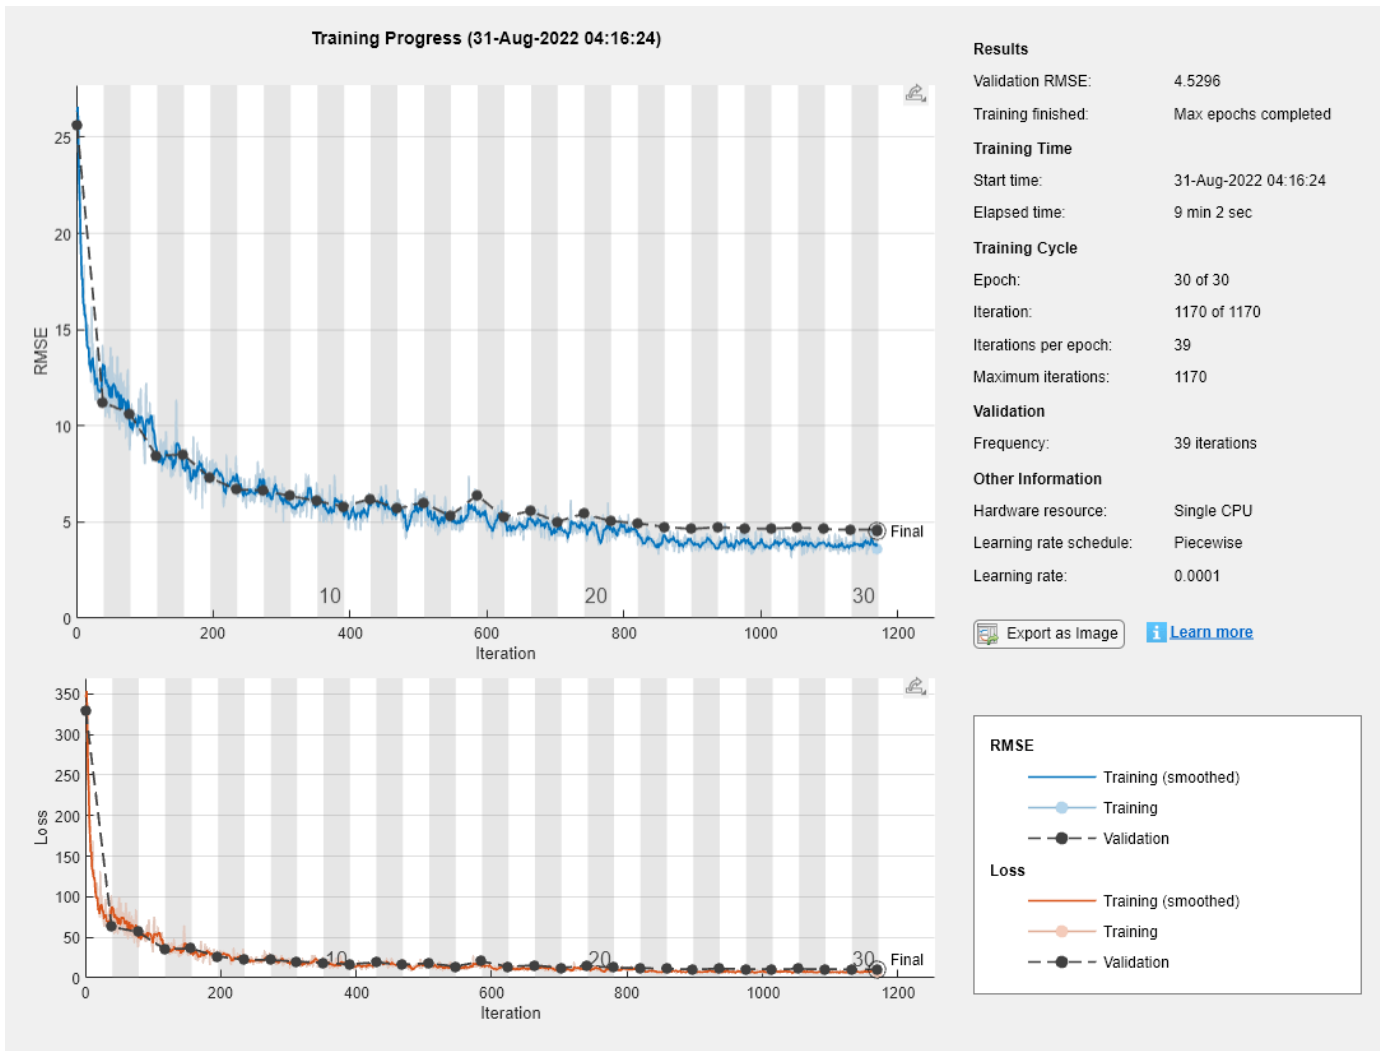 Training Progress (31-Aug-2022 04:16:24)
25
20
15
10
5
0
RMSE
10
20
30
Final
0 200 400 600 800 1000 1200
Iteration
350
300
250
200
150
100
50
0
Loss
10
20
30
Final
0 200 400 600 800 1000 1200
Iteration
Results
Validation RMSE: 4.5296
Training finished: Max epochs completed
Training Time
Start time: 31-Aug-2022 04:16:24
Elapsed time: 9 min 2 sec
Training Cycle
Epoch: 30 of 30
Iteration: 1170 of 1170
Iterations per epoch: 39
Maximum iterations: 1170
Validation
Frequency: 39 iterations
Other Information
Hardware resource: Single CPU
Learning rate schedule: Piecewise
Learning rate: 0.0001
Export as Image
i Learn more
RMSE
Training (smoothed)
Training
Validation
Loss
Training (smoothed)
Training
Validation